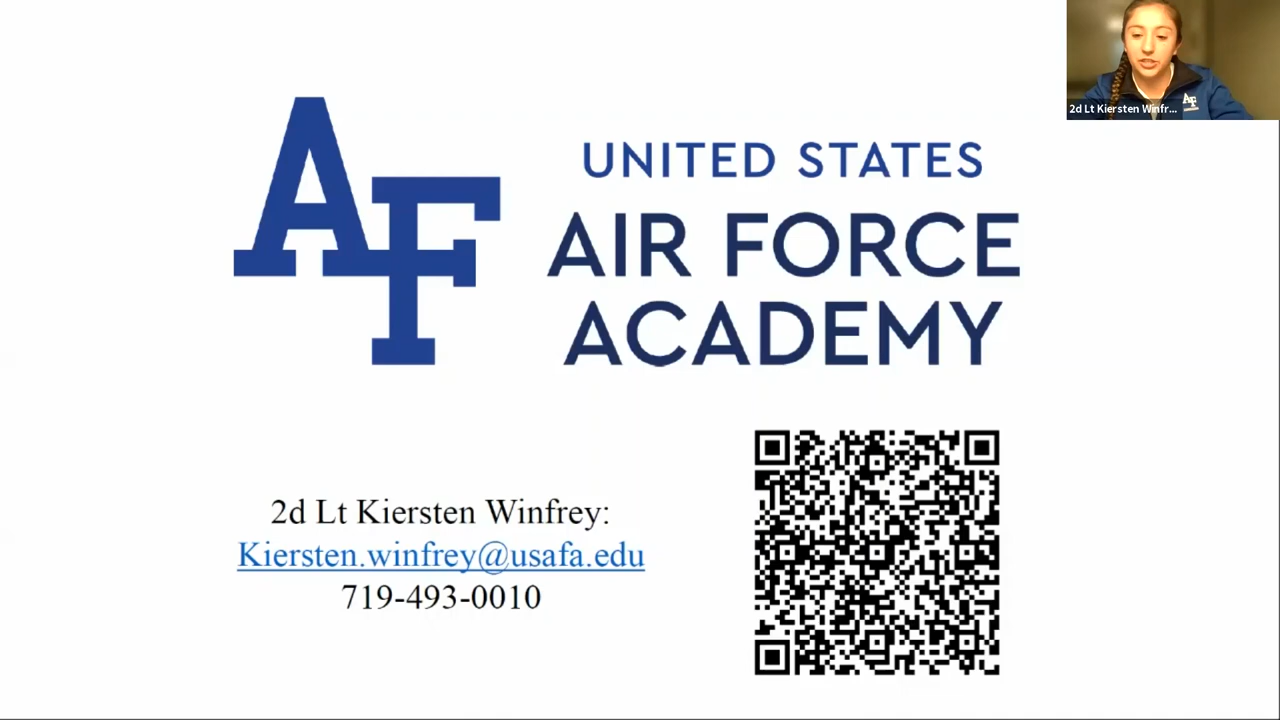 AF
UNITED STATES
AIR FORCE
ACADEMY
2d Lt Kiersten Winfrey:
Kiersten.winfrey@usafa.edu
719-493-0010
2d Lt Kiersten Winfr...
AF